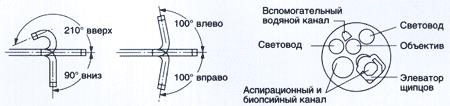 210° вверх
90° вниз
100° влево
100° вправо
Вспомогательный
водяной канал
Световод
Световод
Объектив
Аспирационный и
биопсийный канал
Элеватор
щипцов